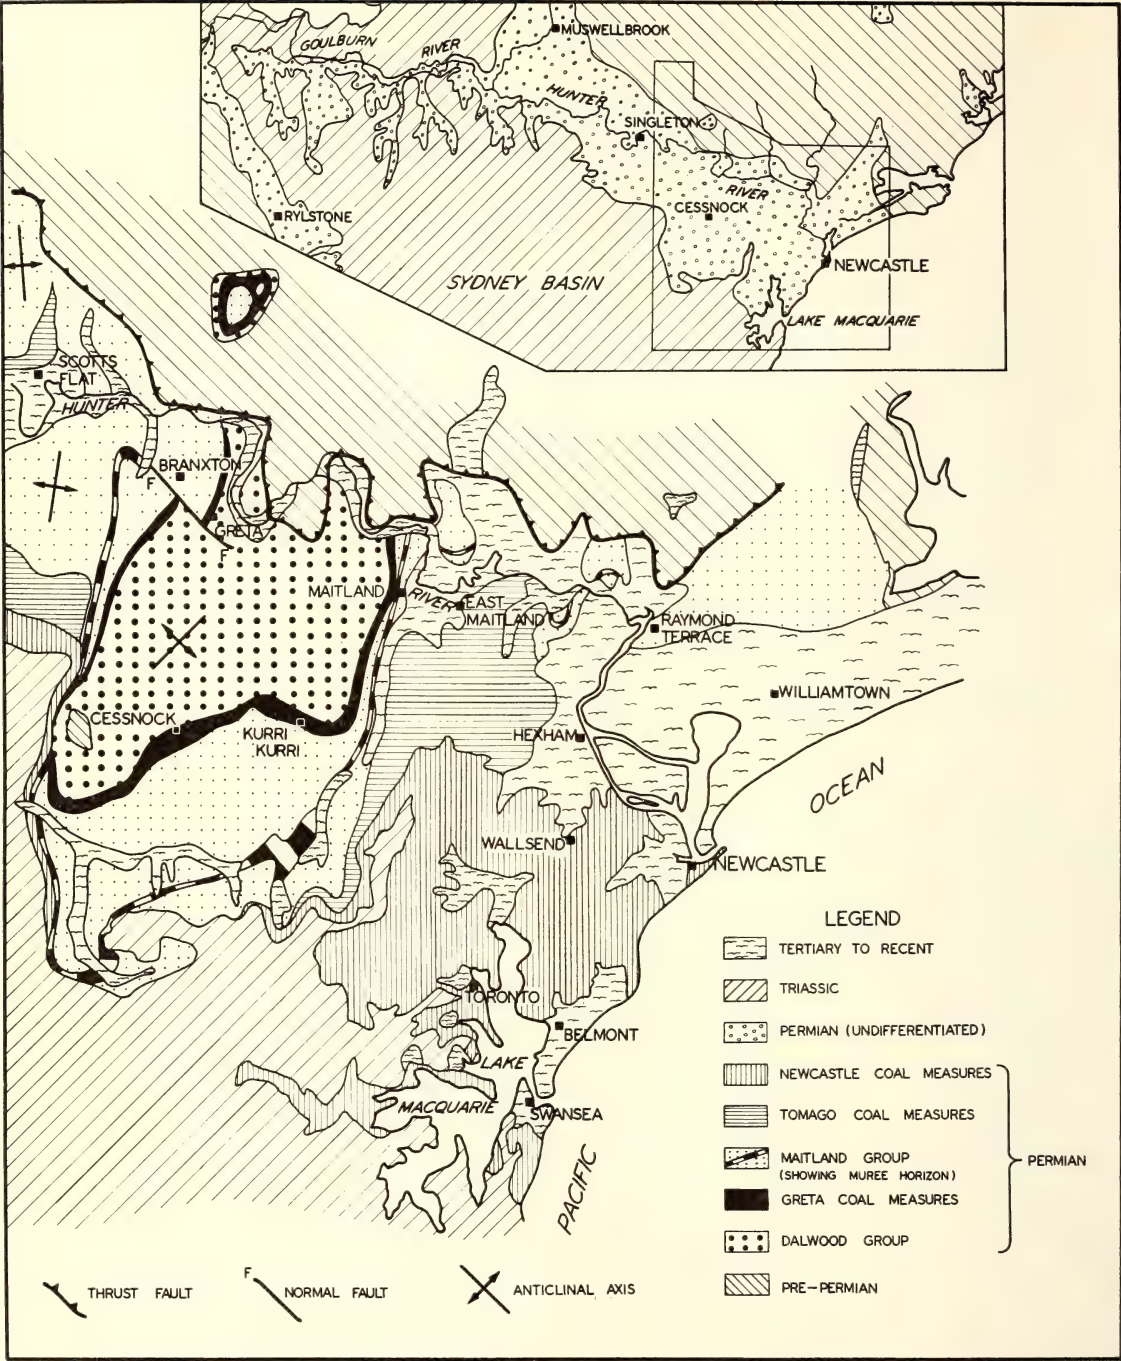 MUSWELLBROOK
GOULBURN RIVER
HUNTER
SINGLETON
RIVER
CESSNOCK
RYLSTONE
NEWCASTLE
SYDNEY BASIN
LAKE MACQUARIE
SCOTTS
FLAT
HUNTER
BRANXTON
F
GRETA
F
MAITLAND
RIVER
EAST
MAITLAND
RAYMOND
TERRACE
WILLIAMTOWN
CESSNOCK
KURRI
KURRI
HEXHAM
OCEAN
WALLSEND
NEWCASTLE
TORONTO
BELMONT
LAKE
MACQUARIE
SWANSEA
PACIFIC
LEGEND
TERTIARY TO RECENT
TRIASSIC
PERMIAN (UNDIFFERENTIATED)
NEWCASTLE COAL MEASURES
TOMAGO COAL MEASURES
MAITLAND GROUP
(SHOWING MUREE HORIZON)
PERMIAN
GRETA COAL MEASURES
DALWOOD GROUP
PRE-PERMIAN
THRUST FAULT
F
NORMAL FAULT
ANTICLINAL AXIS